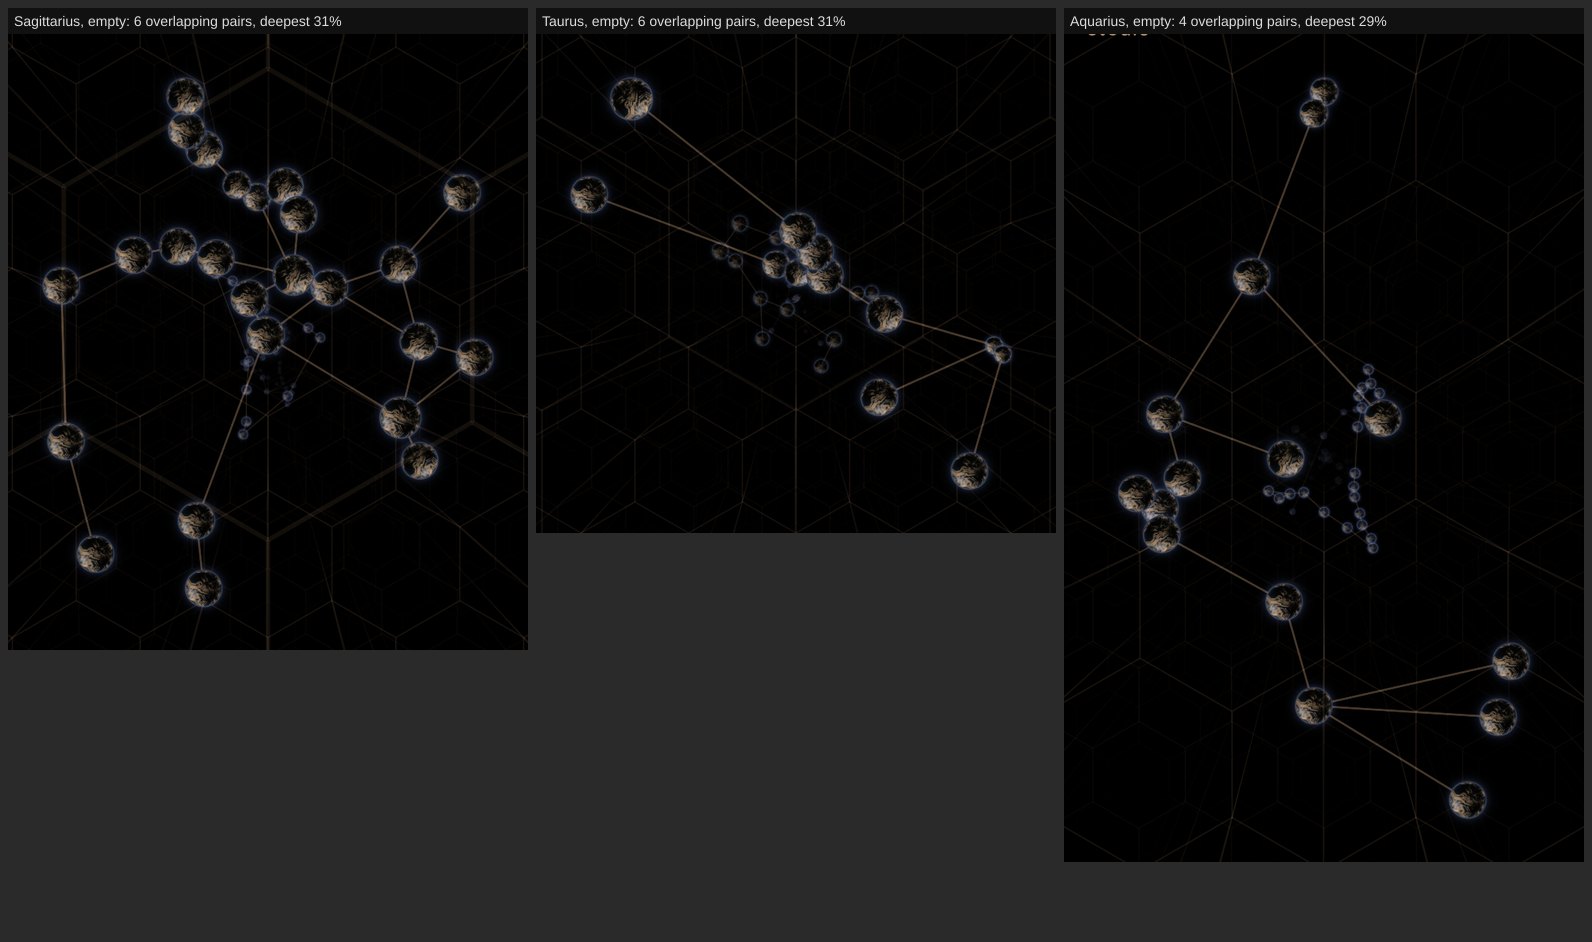 Sagittarius, empty: 6 overlapping pairs, deepest 31%
Taurus, empty: 6 overlapping pairs, deepest 31%
Aquarius, empty: 4 overlapping pairs, deepest 29%